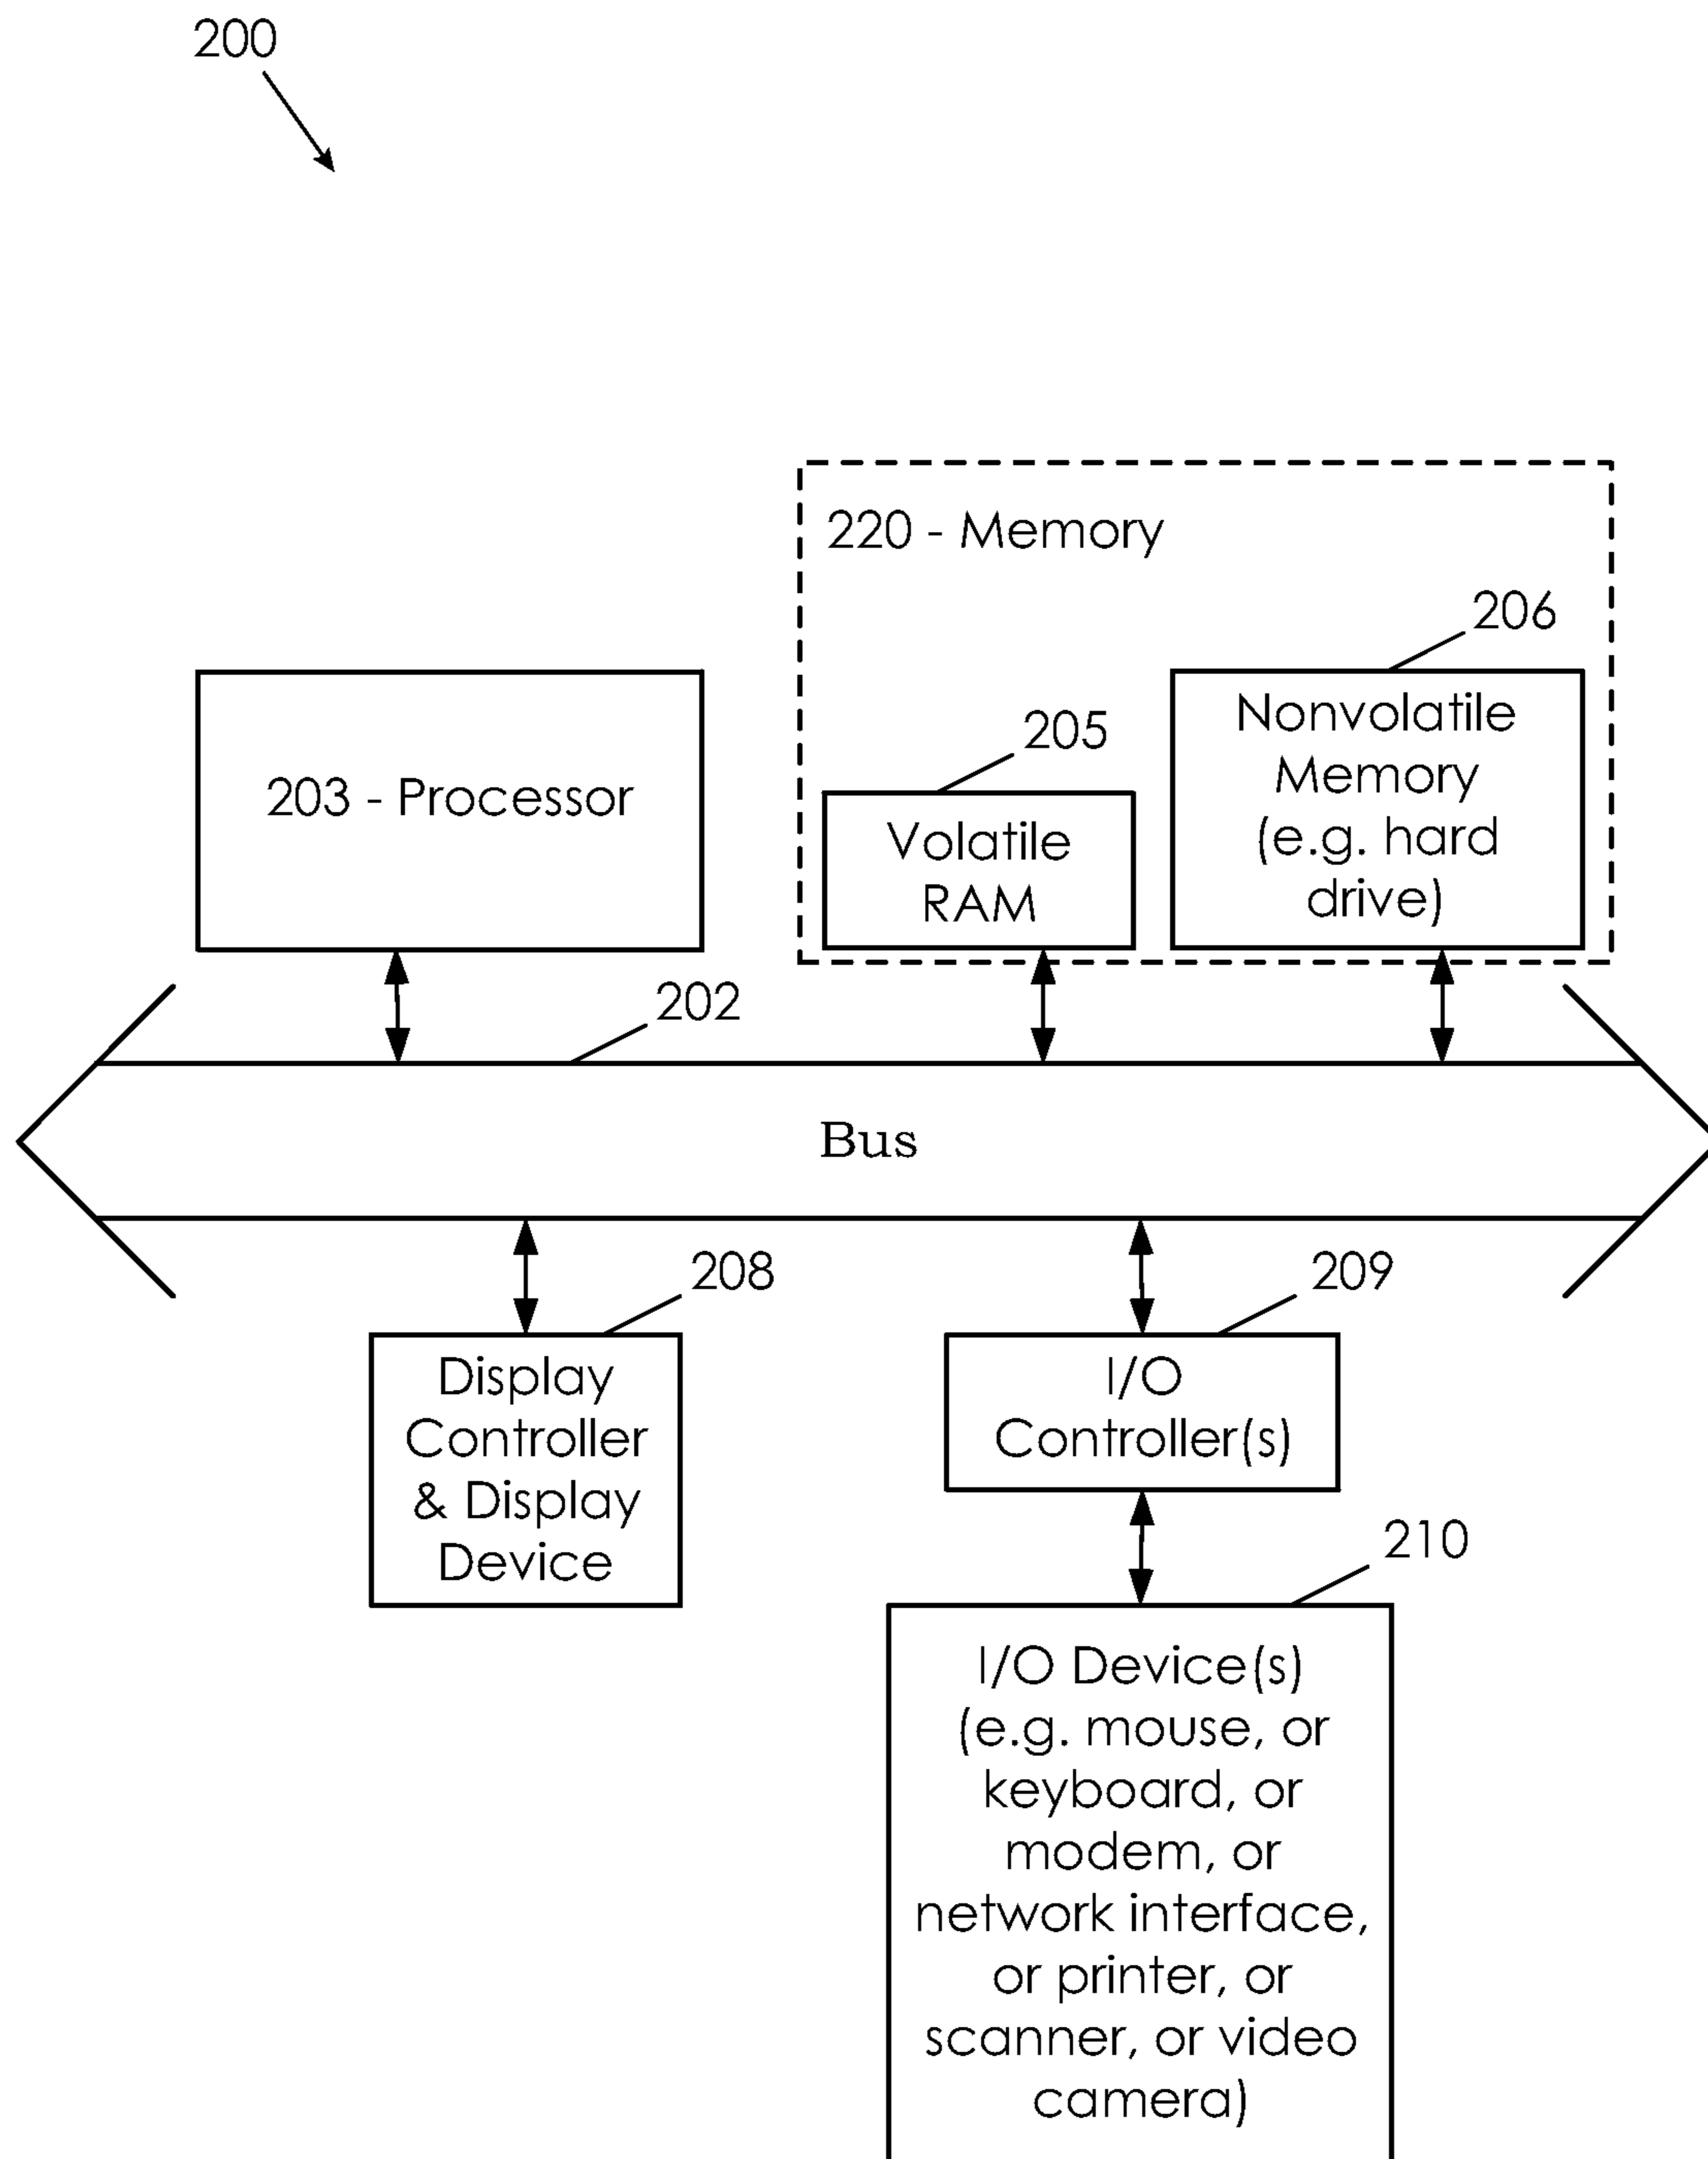 200
220 - Memory
206
Nonvolatile
Memory
(e.g. hard
drive)
205
Volatile
RAM
203 - Processor
202
Bus
208
Display
Controller
& Display
Device
209
I/O
Controller(s)
210
I/O Device(s)
(e.g. mouse, or
keyboard, or
modem, or
network interface,
or printer, or
scanner, or video
camera)